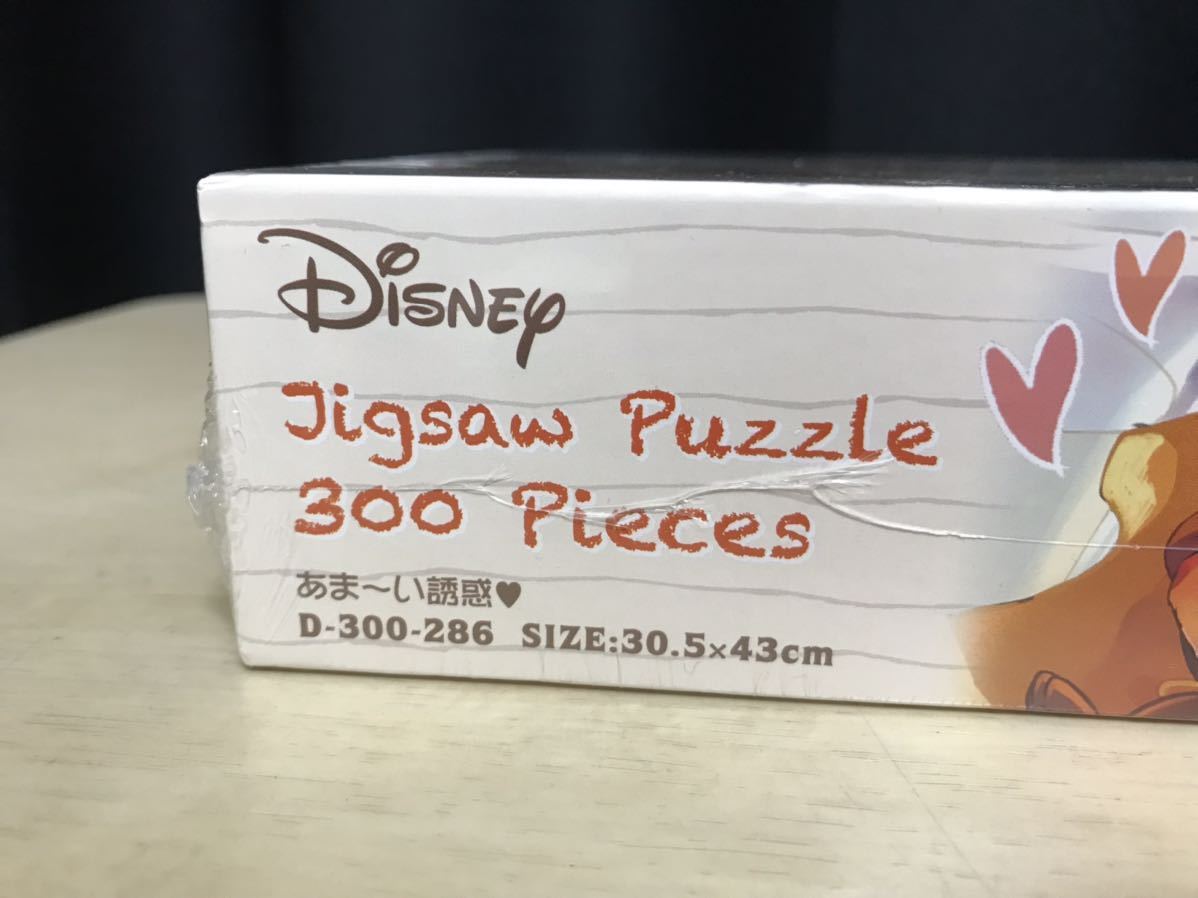 Disney
Jigsaw Puzzle
300 Pieces
あま〜い誘惑♥
D-300-286 SIZE:30.5×43cm